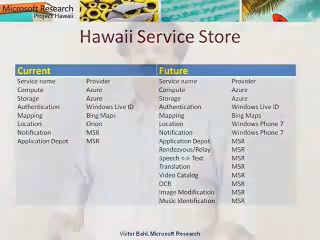 Microsoft Research
Project Hawaii
Hawaii Service Store
Current Future
Service name Provider Service name Provider
Compute Azure Compute Azure
Storage Azure Storage Azure
Authentication Windows Live ID Authentication Windows Live ID
Mapping Bing Maps Mapping Bing Maps
Location Orion Location Windows Phone 7
Notification MSR Notification Windows Phone 7
Application Depot MSR Application Depot MSR
Rendezvous/Relay MSR
Speech <-> Text MSR
Translation MSR
Video Catalog MSR
OCR MSR
Image Modification MSR
Music Identification MSR
Victor Bahl, Microsoft Research